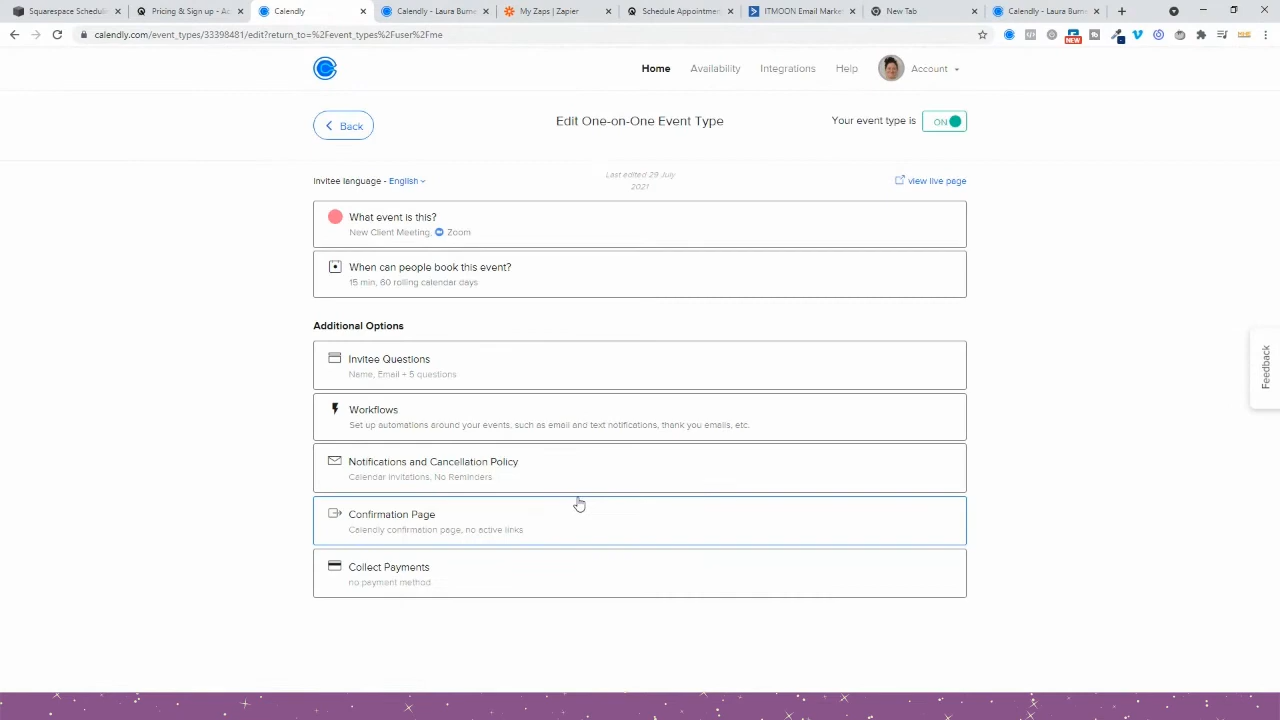 Squarespace Schedulin
Pricing & Sign up - Ac
Calendly
Calendly - Laura Burne
My Zaps | Zapier
Schedule Appointmen
ITMOON Email Marke
New Tab
Calendly - Laura Burne
calendly.com/event_types/33398481/edit?return_to=%2Fevent_types%2Fuser%2Fme
NEW
Home
Availability
Integrations
Help
Account
Back
Edit One-on-One Event Type
Your event type is
ON
Invitee language - English
Last edited 29 July
2021
view live page
What event is this?
New Client Meeting, Zoom
When can people book this event?
15 min, 60 rolling calendar days
Additional Options
Invitee Questions
Name, Email + 5 questions
Workflows
Set up automations around your events, such as email and text notifications, thank you emails, etc.
Notifications and Cancellation Policy
Calendar invitations, No Reminders
Confirmation Page
Calendly confirmation page, no active links
Collect Payments
no payment method
Feedback